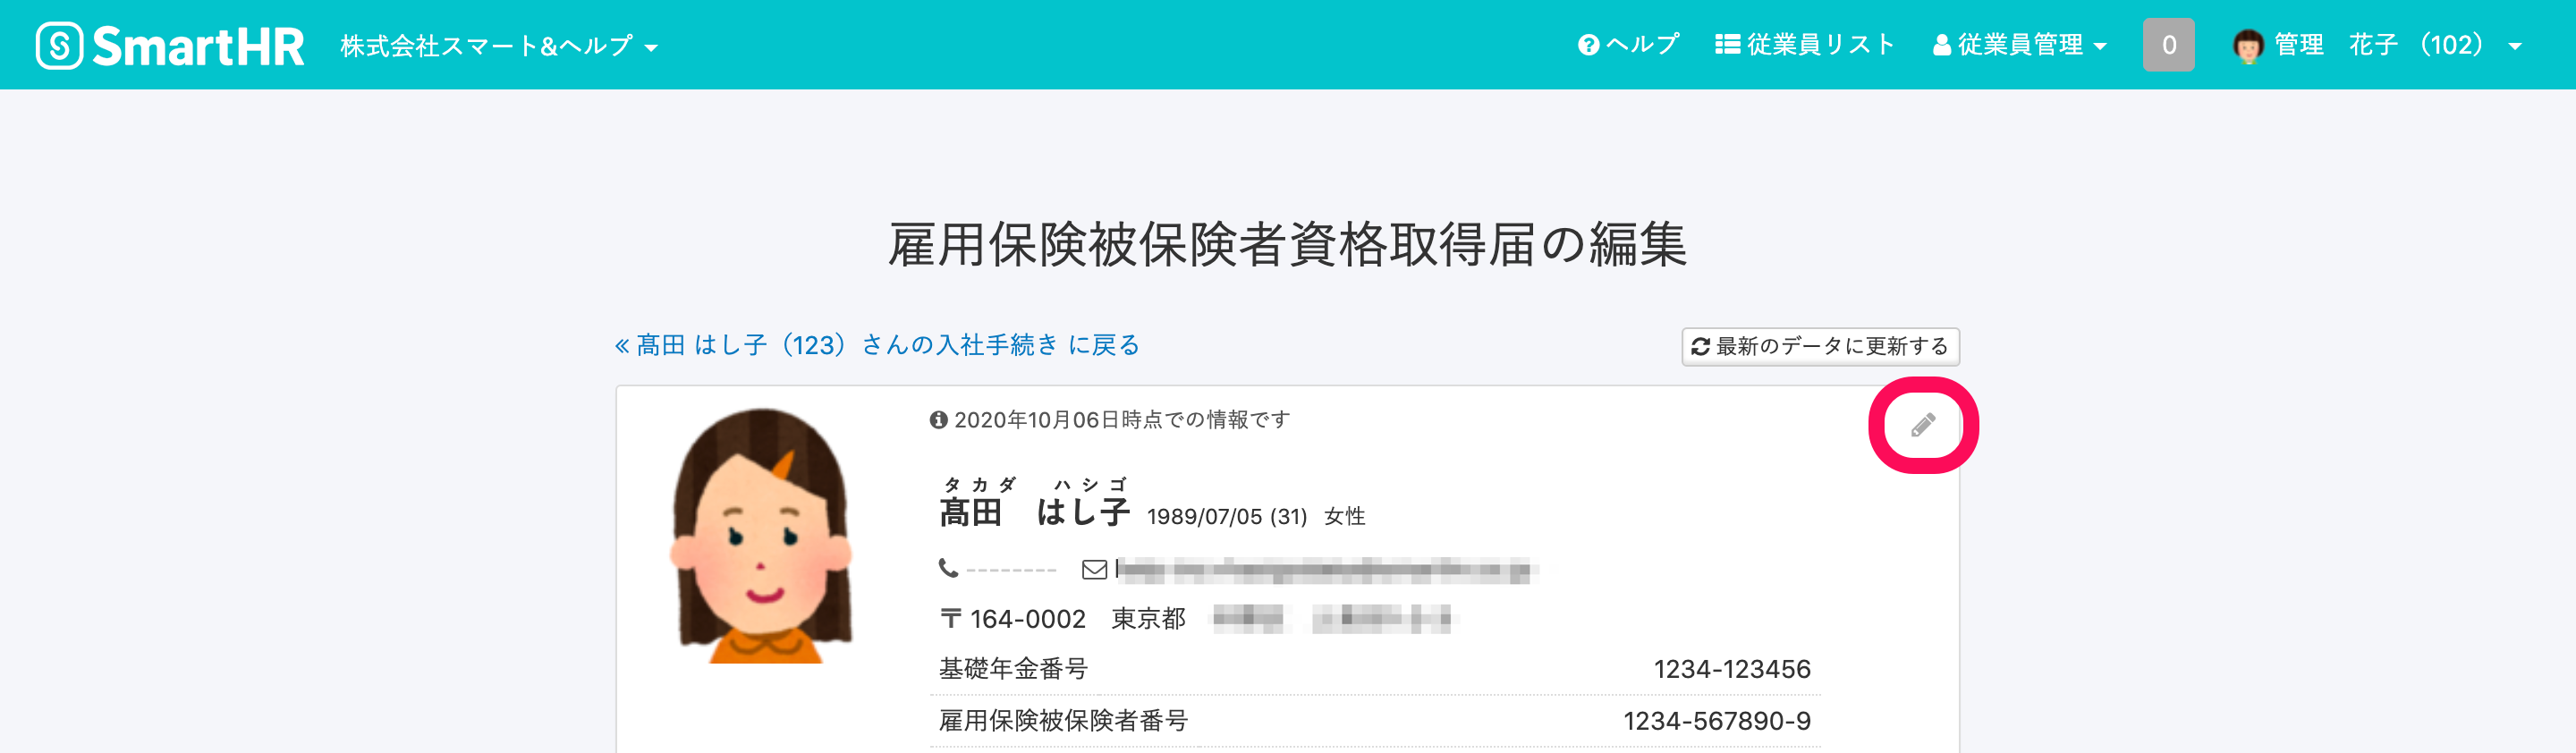 SmartHR 株式会社スマート&ヘルプ ヘルプ 従業員リスト 従業員管理 0 管理 花子 （102）
雇用保険被保険者資格取得届の編集
« 髙田 はし子（123）さんの入社手続き に戻る 最新のデータに更新する
2020年10月06日時点での情報です
タカダ ハシゴ
髙田 はし子 1989/07/05 (31) 女性
--------
〒 164-0002 東京都
基礎年金番号 1234-123456
雇用保険被保険者番号 1234-567890-9